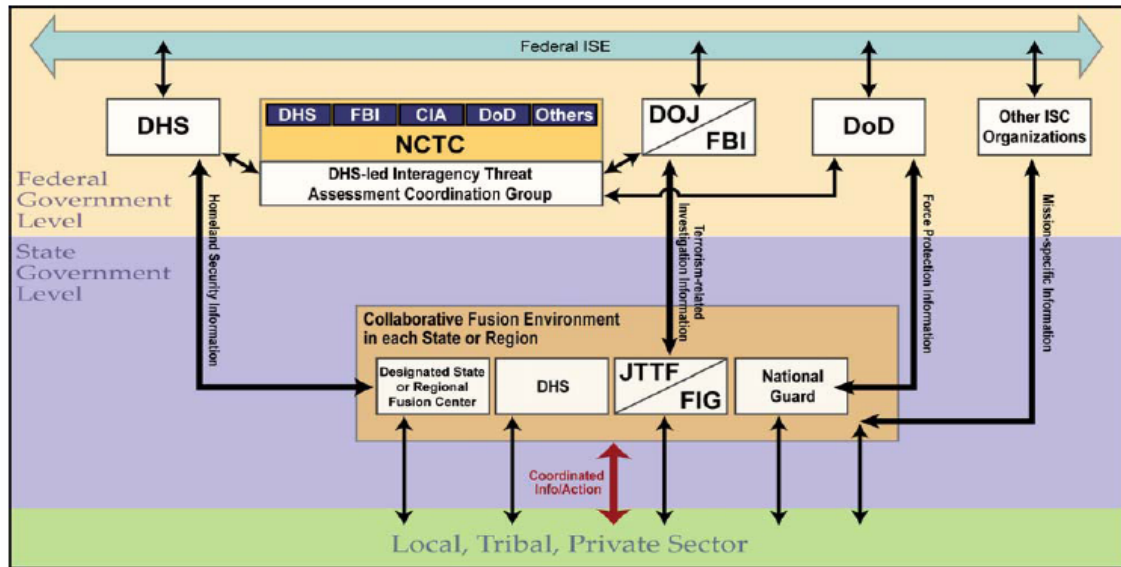 Federal ISE
DHS
DHS FBI CIA DoD Others
NCTC
DHS-led Interagency Threat
Assessment Coordination Group
DOJ
FBI
DoD
Other ISC
Organizations
Federal
Government
Level
State
Government
Level
Homeland Security Information
Terrorism-related
Investigation Information
Force Protection Information
Mission-specific Information
Collaborative Fusion Environment
in each State or Region
Designated State
or Regional
Fusion Center
DHS
JTTF
FIG
National
Guard
Coordinated
Info/Action
Local, Tribal, Private Sector